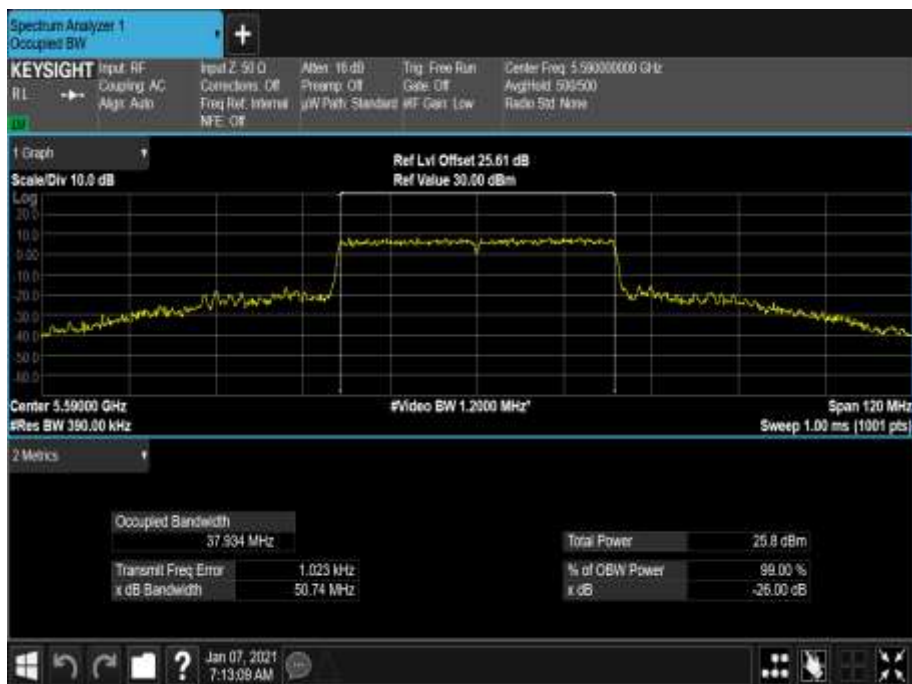 Spectrum Analyzer 1
Occupied BW
+
KEYSIGHT
RL
Input: RF
Coupling: AC
Align: Auto
Input Z: 50 Ω
Corrections: Off
Freq Ref: Internal
NFE: Off
Atten: 16 dB
Preamp: Off
µW Path: Standard
Trig: Free Run
Gate: Off
#IF Gain: Low
Center Freq: 5.590000000 GHz
Avg|Hold: 500/500
Radio Std: None
1 Graph
Scale/Div 10.0 dB
Ref Lvl Offset 25.61 dB
Ref Value 30.00 dBm
Log
20.0
10.0
0.00
-10.0
-20.0
-30.0
-40.0
-50.0
-60.0
Center 5.59000 GHz
#Res BW 390.00 kHz
#Video BW 1.2000 MHz*
Span 120 MHz
Sweep 1.00 ms (1001 pts)
2 Metrics
Occupied Bandwidth
37.934 MHz
Transmit Freq Error 1.023 kHz
x dB Bandwidth 50.74 MHz
Total Power 25.8 dBm
% of OBW Power 99.00 %
x dB -26.00 dB
?
Jan 07, 2021
7:13:09 AM